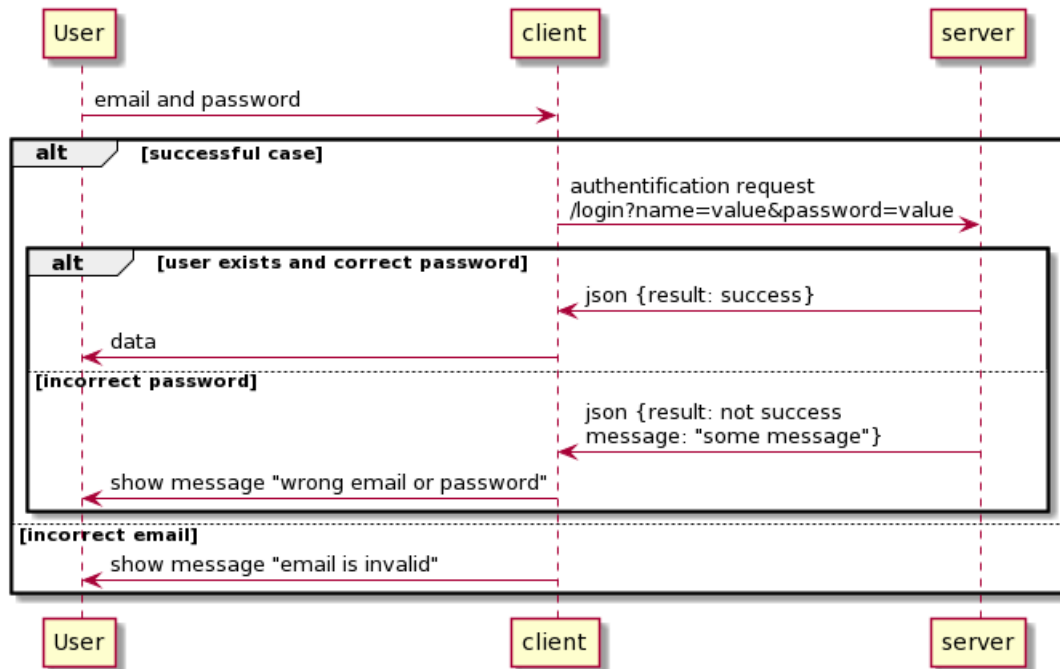 User client server
email and password
alt [successful case]
authentification request
/login?name=value&password=value
alt [user exists and correct password]
json {result: success}
data
[incorrect password]
json {result: not success
message: "some message"}
show message "wrong email or password"
[incorrect email]
show message "email is invalid"
User client server